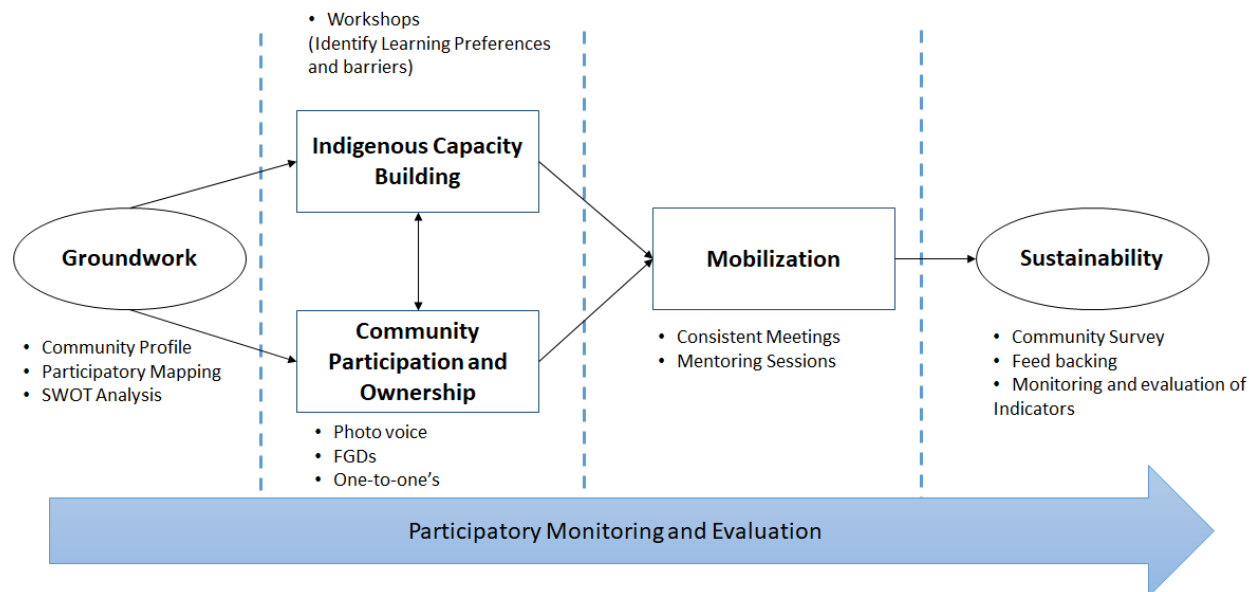 • Workshops
(Identify Learning Preferences
and barriers)
Indigenous Capacity
Building
Groundwork
• Community Profile
• Participatory Mapping
• SWOT Analysis
Community
Participation and
Ownership
• Photo voice
• FGDs
• One-to-one’s
Mobilization
• Consistent Meetings
• Mentoring Sessions
Sustainability
• Community Survey
• Feed backing
• Monitoring and evaluation of
Indicators
Participatory Monitoring and Evaluation